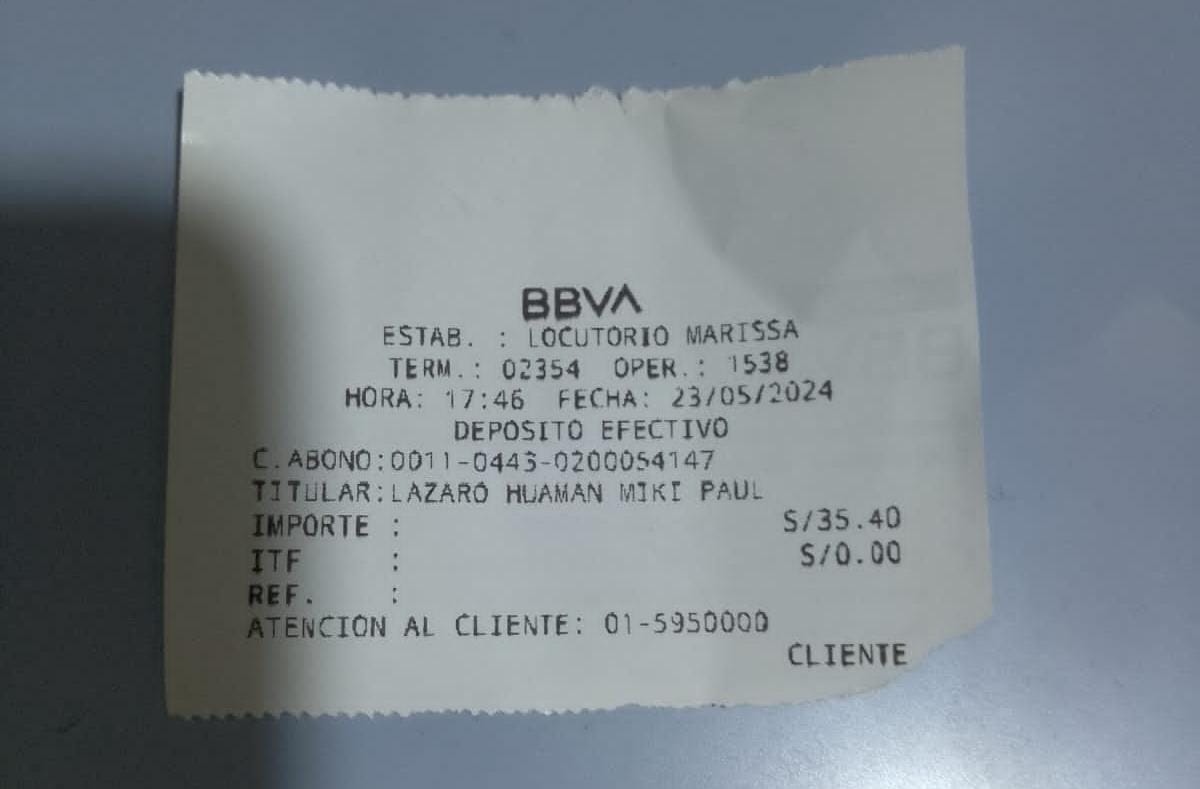 BBVA
ESTAB. : LOCUTORIO MARISSA
TERM.: 02354 OPER.: 1538
HORA: 17:46 FECHA: 23/05/2024
DEPOSITO EFECTIVO
C.ABONO:0011-0443-0200054147
TITULAR:LAZARO HUAMAN MIKI PAUL
IMPORTE : S/35.40
ITF : S/0.00
REF. :
ATENCION AL CLIENTE: 01-5950000
CLIENTE